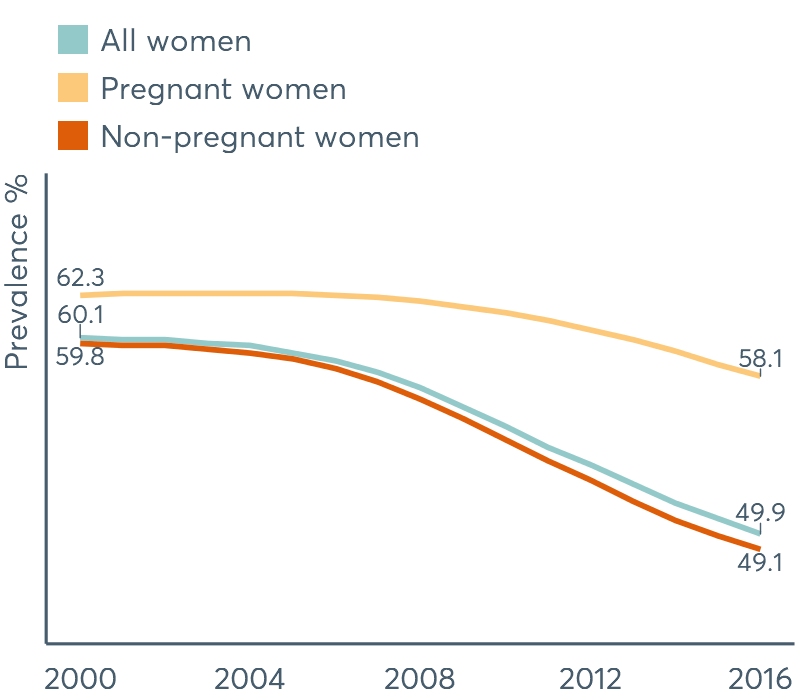 All women
Pregnant women
Non-pregnant women
Prevalence %
62.3
60.1
59.8
58.1
49.9
49.1
2000 2004 2008 2012 2016